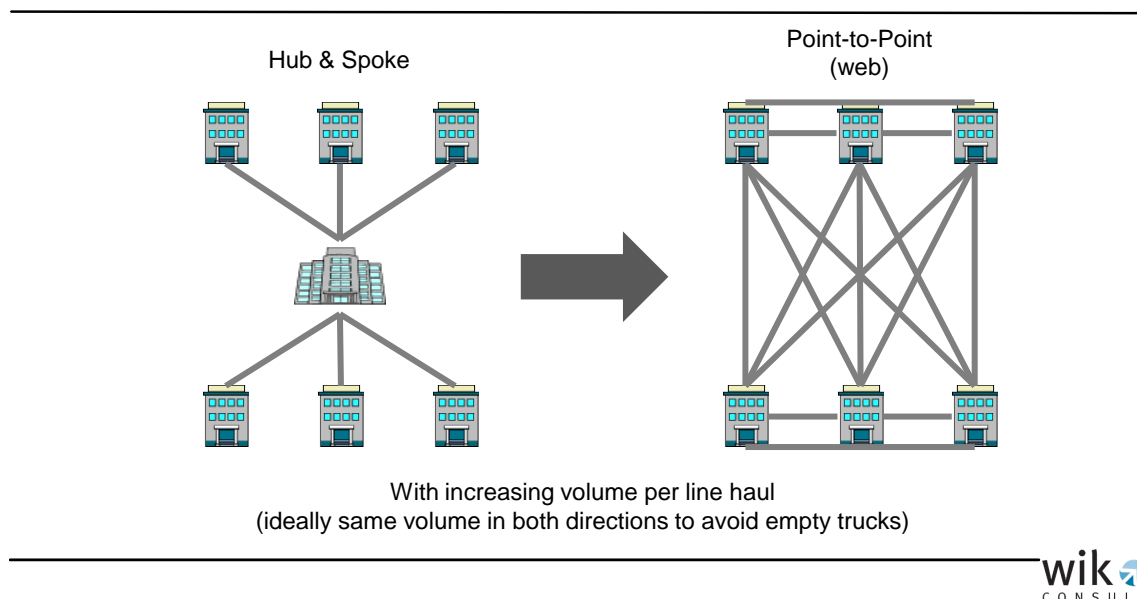 Hub & Spoke
Point-to-Point
(web)
With increasing volume per line haul
(ideally same volume in both directions to avoid empty trucks)
wik
CONSUL